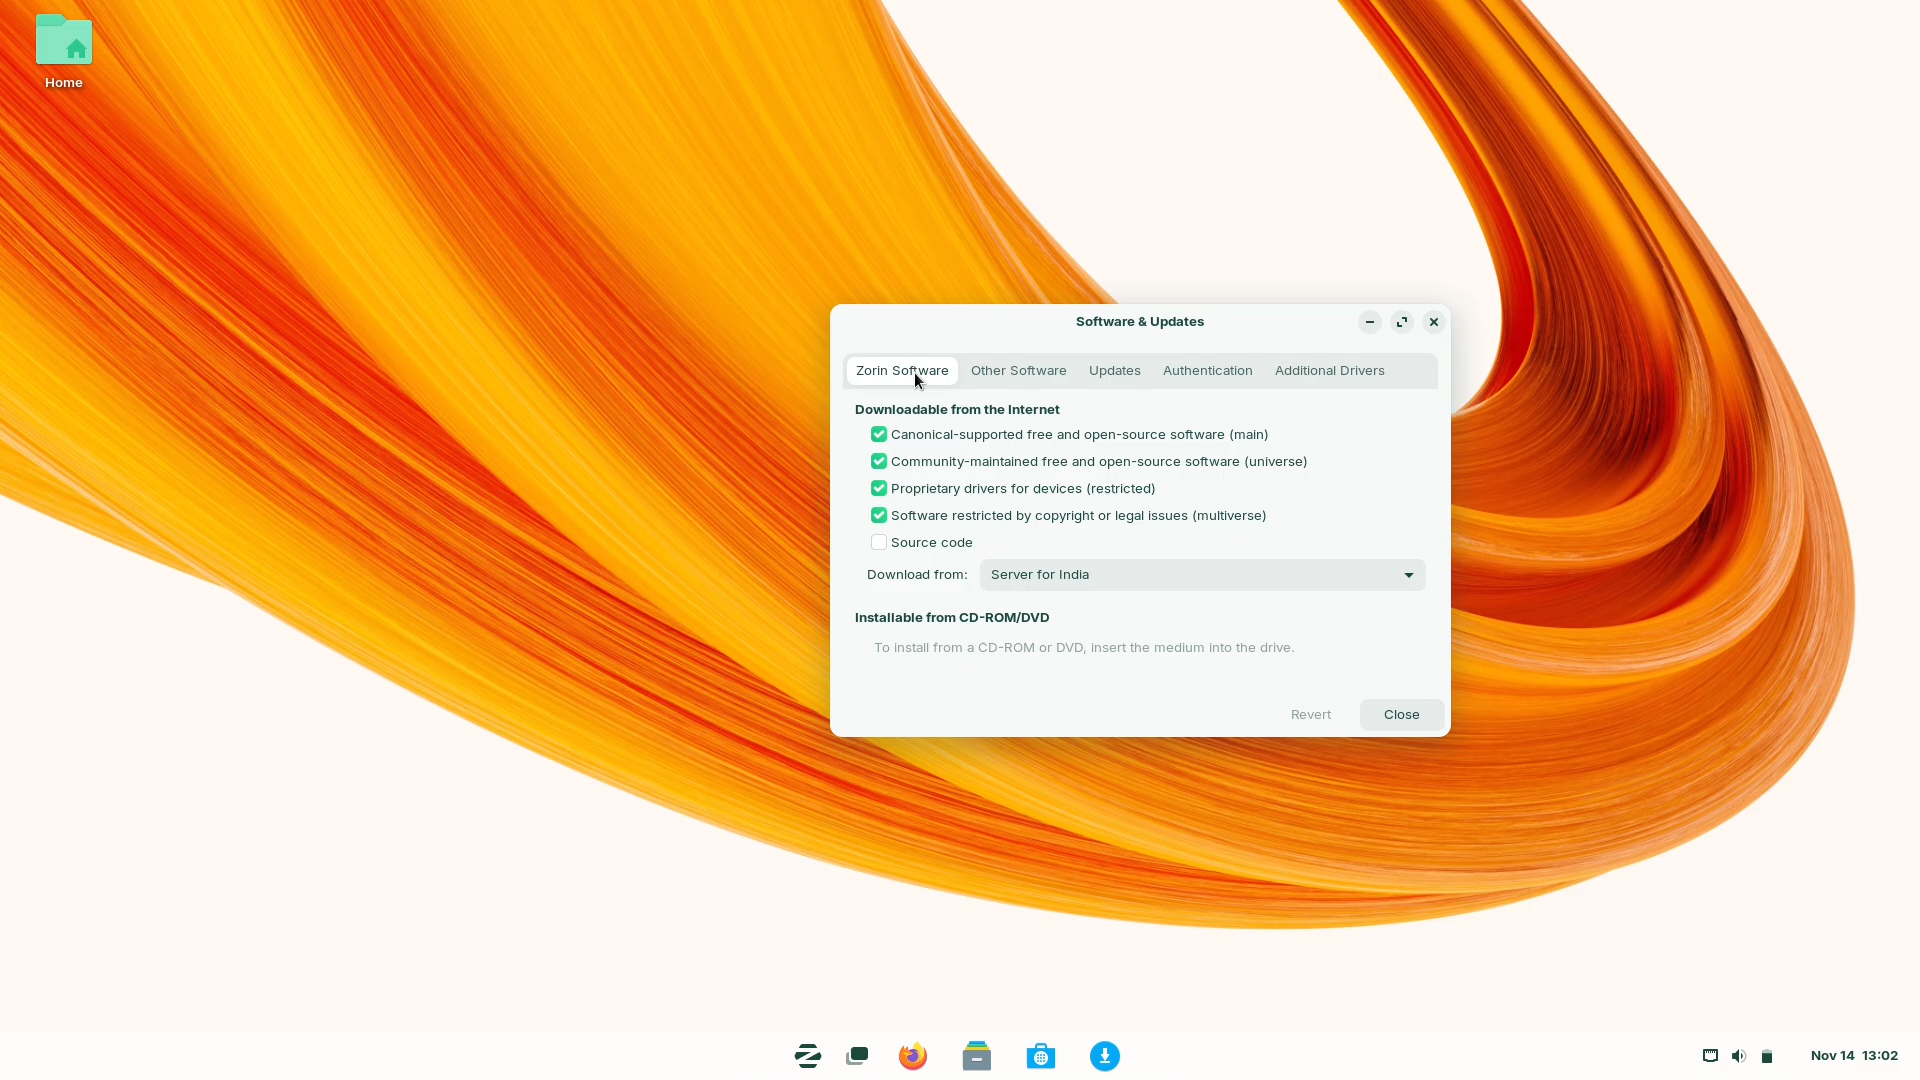 Home
Software & Updates
Zorin Software Other Software Updates Authentication Additional Drivers
Downloadable from the Internet
Canonical-supported free and open-source software (main)
Community-maintained free and open-source software (universe)
Proprietary drivers for devices (restricted)
Software restricted by copyright or legal issues (multiverse)
Source code
Download from: Server for India
Installable from CD-ROM/DVD
To install from a CD-ROM or DVD, insert the medium into the drive.
Revert Close
Nov 14 13:02